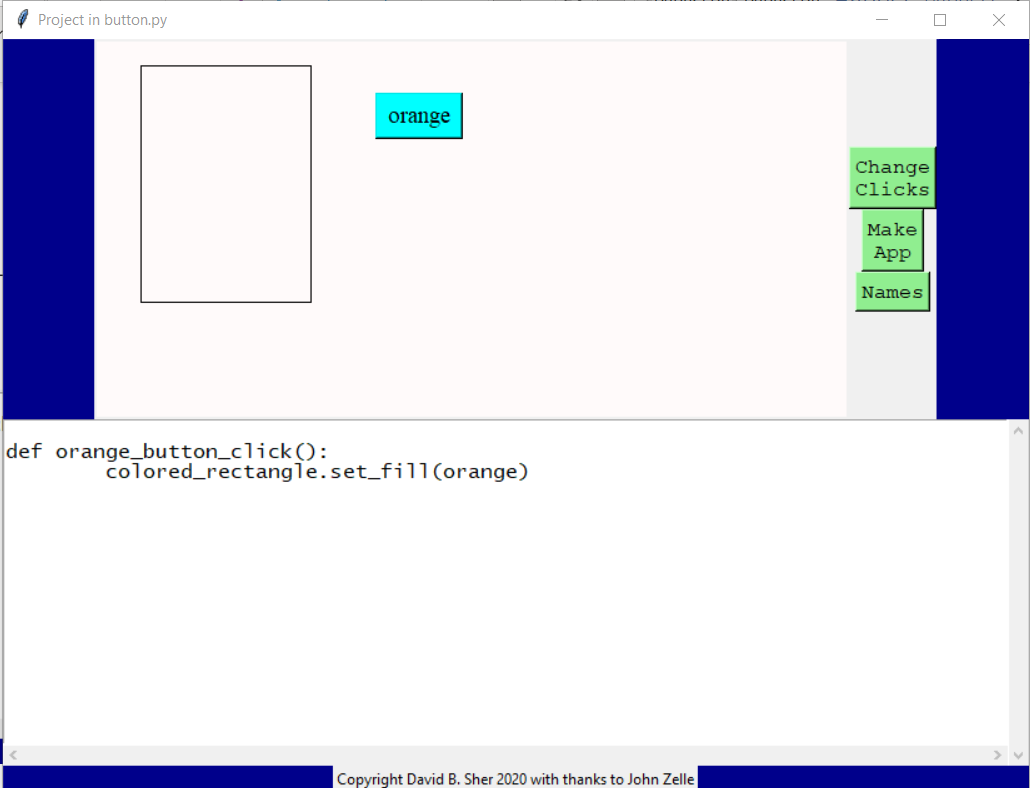 Project in button.py
orange
Change
Clicks
Make
App
Names
def orange_button_click():
        colored_rectangle.set_fill(orange)
Copyright David B. Sher 2020 with thanks to John Zelle